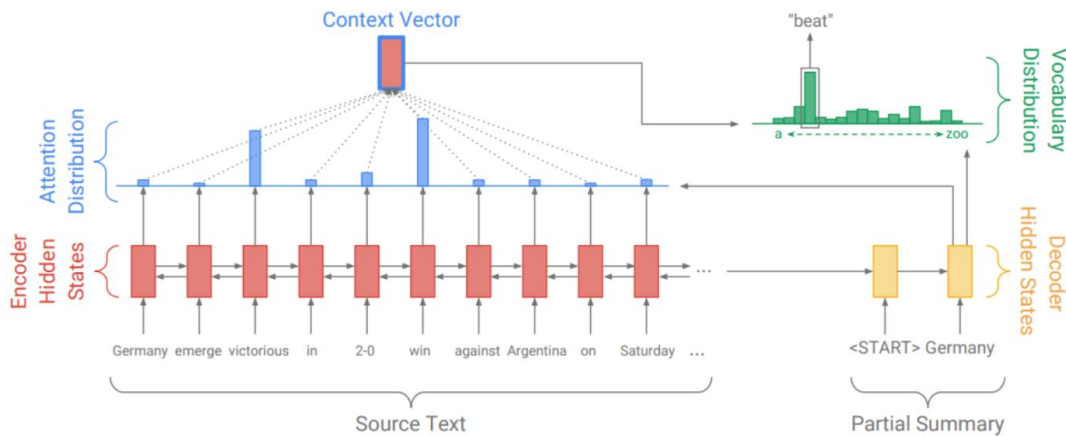 Context Vector
"beat"
Vocabulary
Distribution
a
zoo
Attention
Distribution
Encoder
Hidden
States
...
Decoder
Hidden States
Germany emerge victorious in 2-0 win against Argentina on Saturday ...
<START> Germany
Source Text
Partial Summary